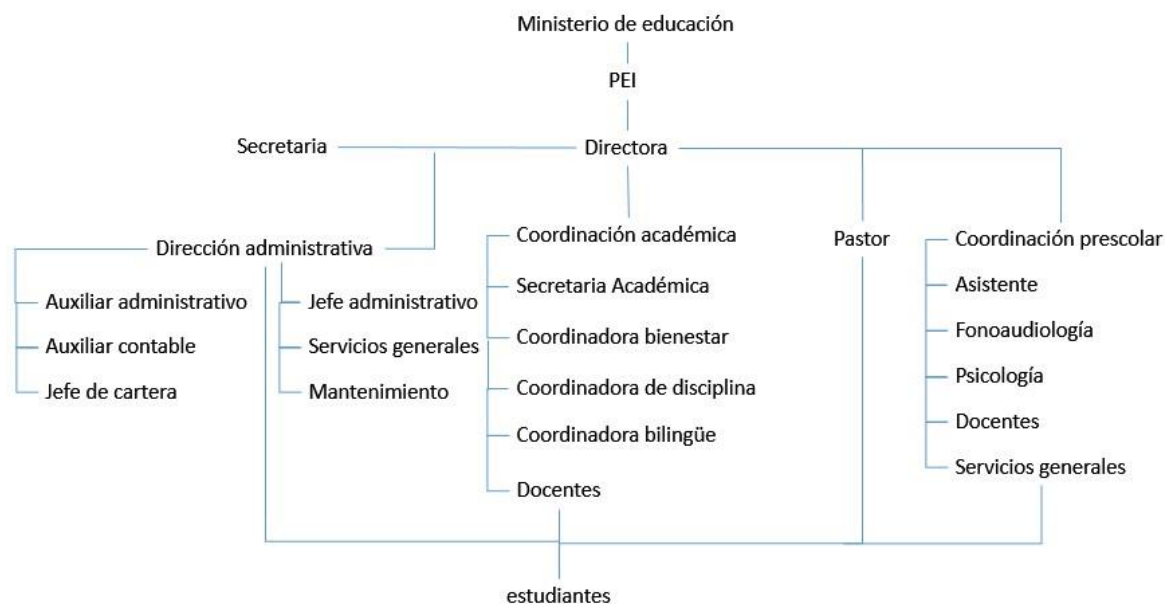 Ministerio de educación
PEI
Secretaria
Directora
Dirección administrativa
Auxiliar administrativo
Auxiliar contable
Jefe de cartera
Jefe administrativo
Servicios generales
Mantenimiento
Coordinación académica
Secretaria Académica
Coordinadora bienestar
Coordinadora de disciplina
Coordinadora bilingüe
Docentes
Pastor
Coordinación prescolar
Asistente
Fonoaudiología
Psicología
Docentes
Servicios generales
estudiantes